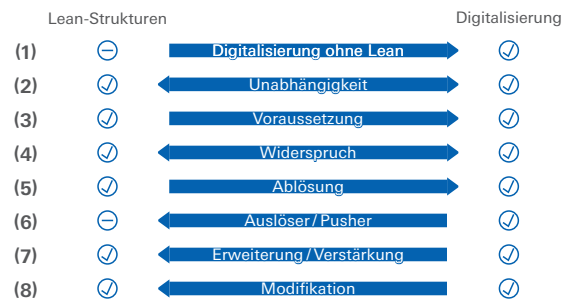 Lean-Strukturen Digitalisierung
(1) Digitalisierung ohne Lean
(2) Unabhängigkeit
(3) Voraussetzung
(4) Widerspruch
(5) Ablösung
(6) Auslöser/Pusher
(7) Erweiterung/Verstärkung
(8) Modifikation